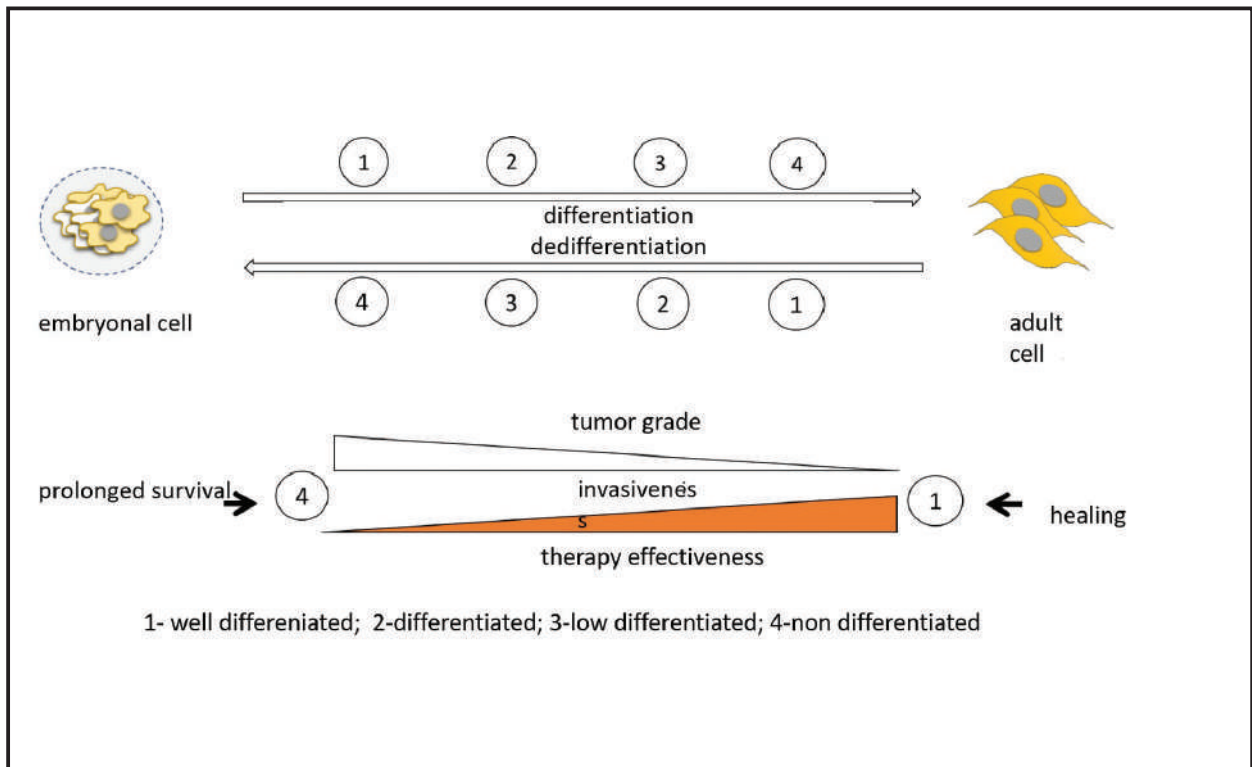 1 2 3 4
differentiation
dedifferentiation
4 3 2 1
embryonal cell
adult
cell
tumor grade
prolonged survival
4
invasivenes
s
1
healing
therapy effectiveness
1- well differeniated; 2-differentiated; 3-low differentiated; 4-non differentiated